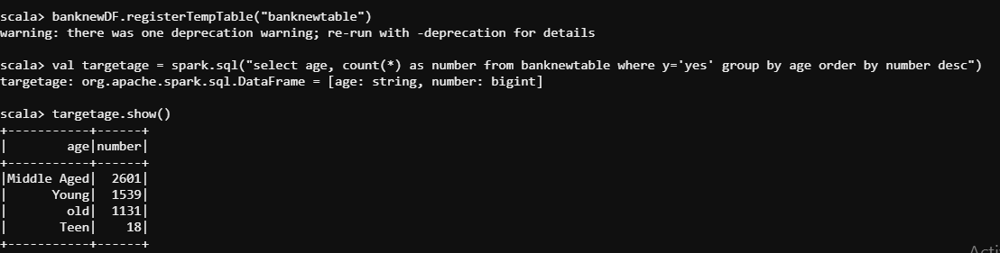 scala> banknewDF.registerTempTable("banknewtable")
warning: there was one deprecation warning; re-run with -deprecation for details
scala> val targetage = spark.sql("select age, count(*) as number from banknewtable where y='yes' group by age order by number desc")
targetage: org.apache.spark.sql.DataFrame = [age: string, number: bigint]
scala> targetage.show()
+-----------+------+
|        age|number|
+-----------+------+
|Middle Aged|  2601|
|      Young|  1539|
|        old|  1131|
|       Teen|    18|
+-----------+------+